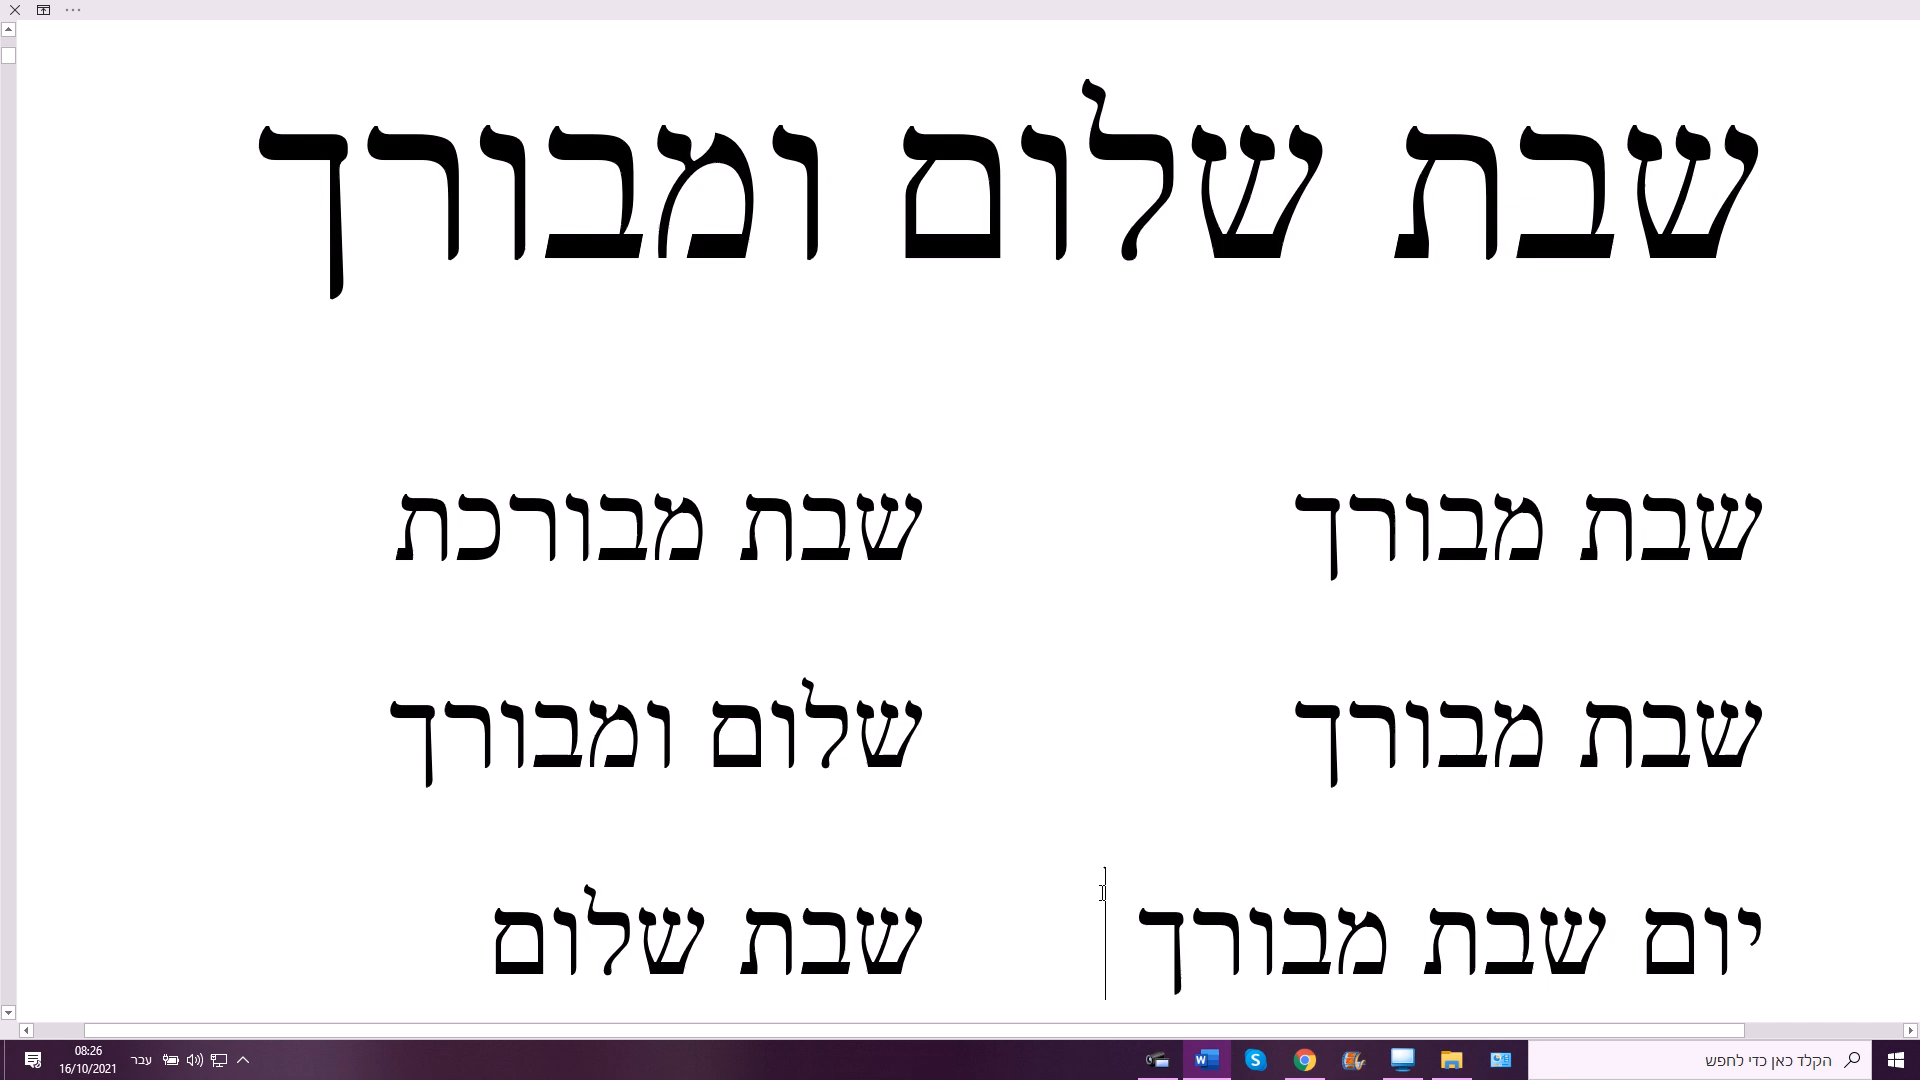 שבת שלום ומבורך
שבת מבורך שבת מבורכת
שבת מבורך שלום ומבורך
יום שבת מבורך שבת שלום
הקלד כאן כדי לחפש
עבר
08:26
16/10/2021